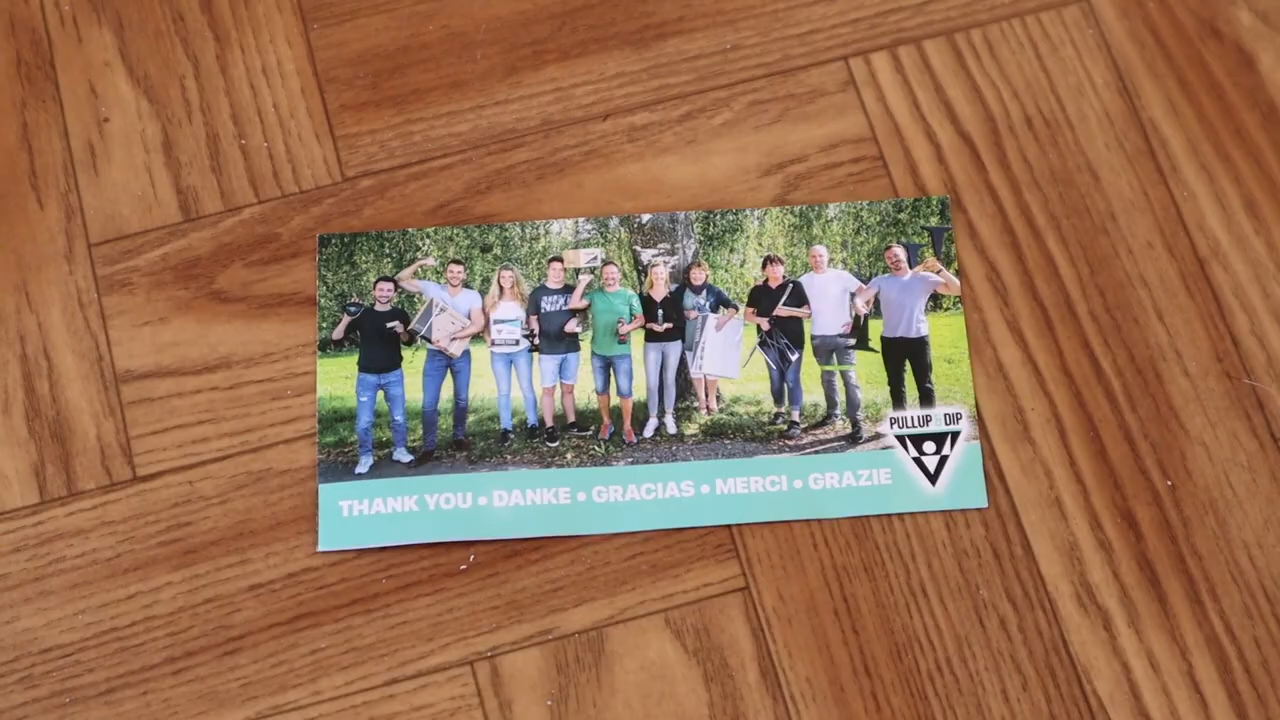 PULLUP & DIP
THANK YOU • DANKE • GRACIAS • MERCI • GRAZIE